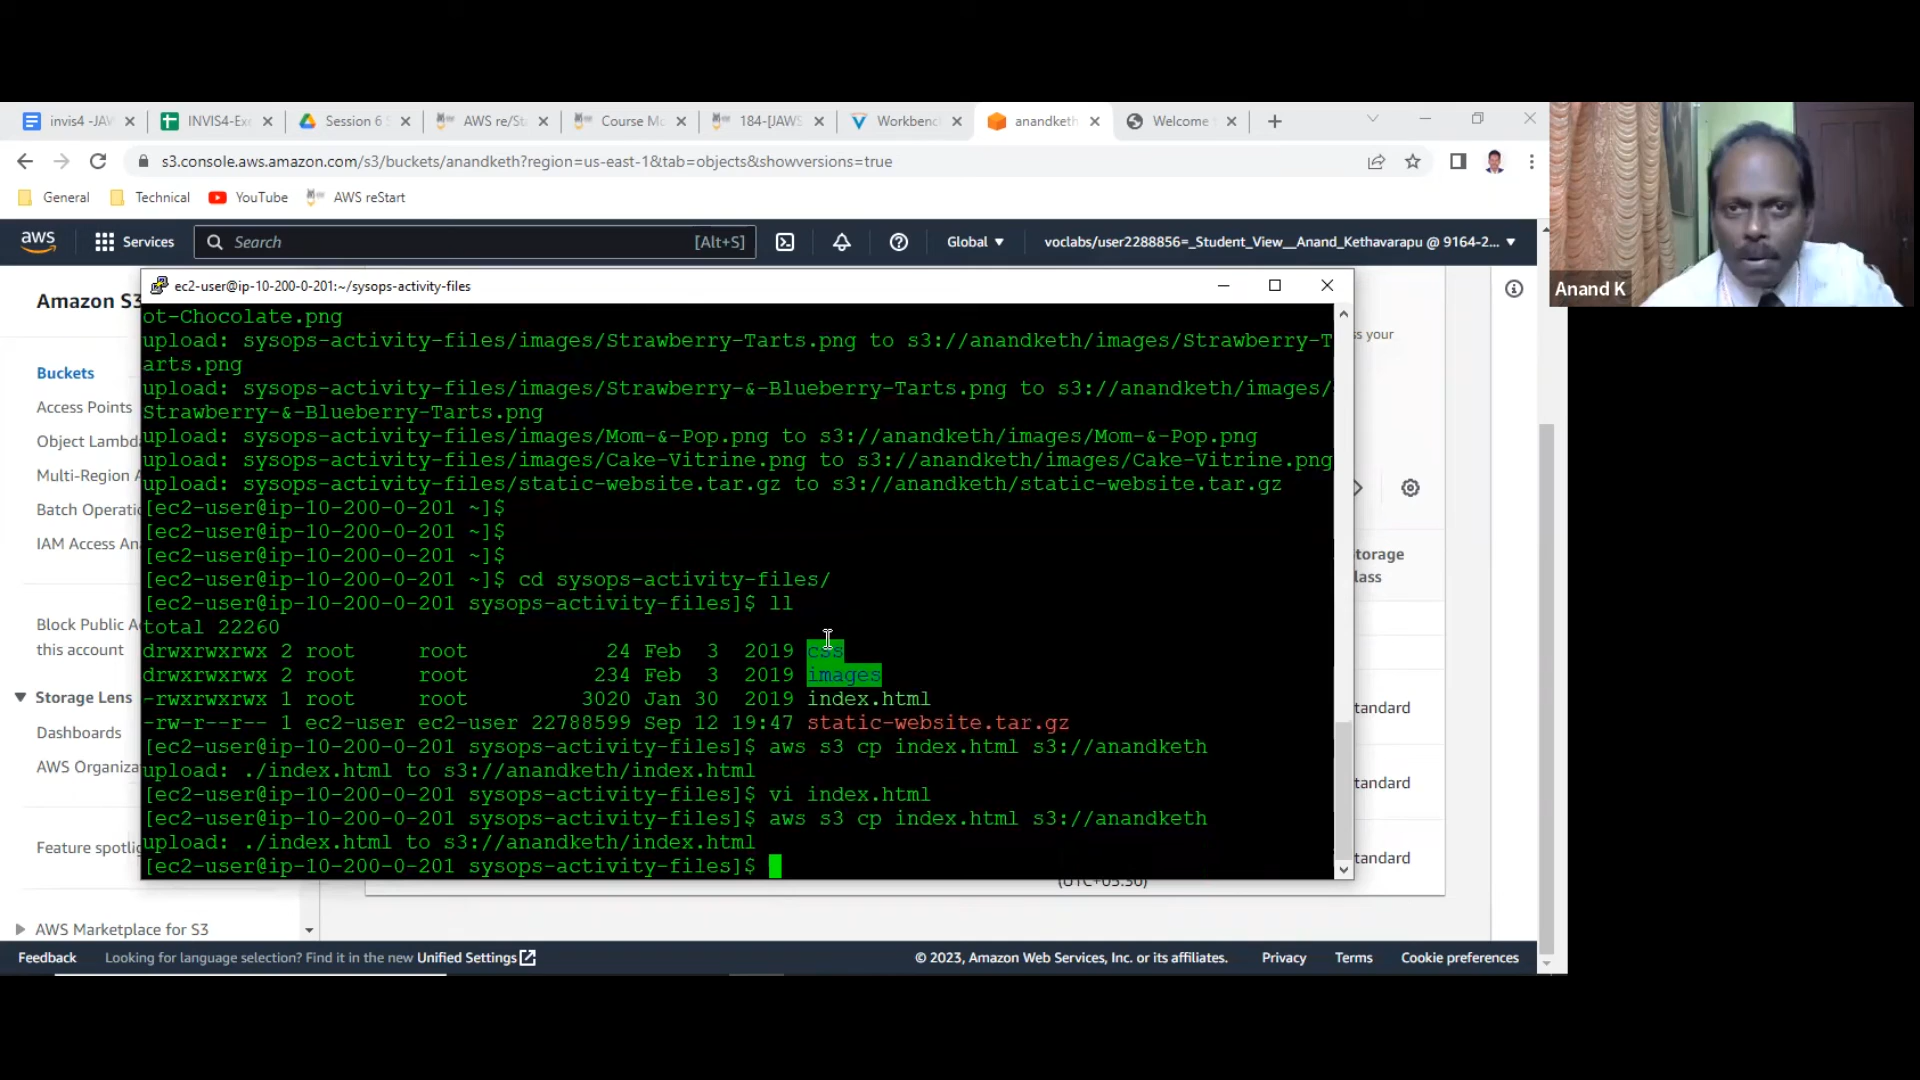 invis4 -JAV
INVIS4-Exe
Session 6 S
AWS re/Sta
Course Mo
184-[JAWS
Workbenc
anandketh
Welcome t
s3.console.aws.amazon.com/s3/buckets/anandketh?region=us-east-1&tab=objects&showversions=true
General
Technical
YouTube
AWS reStart
aws
Services
Search
[Alt+S]
Global
voclabs/user2288856=_Student_View__Anand_Kethavarapu @ 9164-2...
Amazon S3
Buckets
Access Points
Object Lambda
Multi-Region A
Batch Operatio
IAM Access Ana
Block Public Ac
this account
Storage Lens
Dashboards
AWS Organiza
Feature spotlig
AWS Marketplace for S3
ec2-user@ip-10-200-0-201:~/sysops-activity-files
ot-Chocolate.png
upload: sysops-activity-files/images/Strawberry-Tarts.png to s3://anandketh/images/Strawberry-T
arts.png
upload: sysops-activity-files/images/Strawberry-&-Blueberry-Tarts.png to s3://anandketh/images/
Strawberry-&-Blueberry-Tarts.png
upload: sysops-activity-files/images/Mom-&-Pop.png to s3://anandketh/images/Mom-&-Pop.png
upload: sysops-activity-files/images/Cake-Vitrine.png to s3://anandketh/images/Cake-Vitrine.png
upload: sysops-activity-files/static-website.tar.gz to s3://anandketh/static-website.tar.gz
[ec2-user@ip-10-200-0-201 ~]$
[ec2-user@ip-10-200-0-201 ~]$
[ec2-user@ip-10-200-0-201 ~]$
[ec2-user@ip-10-200-0-201 ~]$ cd sysops-activity-files/
[ec2-user@ip-10-200-0-201 sysops-activity-files]$ ll
total 22260
drwxrwxrwx 2 root     root           24 Feb  3  2019 css
drwxrwxrwx 2 root     root          234 Feb  3  2019 images
-rwxrwxrwx 1 root     root         3020 Jan 30  2019 index.html
-rw-r--r-- 1 ec2-user ec2-user 22788599 Sep 12 19:47 static-website.tar.gz
[ec2-user@ip-10-200-0-201 sysops-activity-files]$ aws s3 cp index.html s3://anandketh
upload: ./index.html to s3://anandketh/index.html
[ec2-user@ip-10-200-0-201 sysops-activity-files]$ vi index.html
[ec2-user@ip-10-200-0-201 sysops-activity-files]$ aws s3 cp index.html s3://anandketh
upload: ./index.html to s3://anandketh/index.html
[ec2-user@ip-10-200-0-201 sysops-activity-files]$
ss your
torage
lass
tandard
tandard
tandard
(UTC+05:30)
Anand K
Feedback
Looking for language selection? Find it in the new Unified Settings
© 2023, Amazon Web Services, Inc. or its affiliates.
Privacy
Terms
Cookie preferences